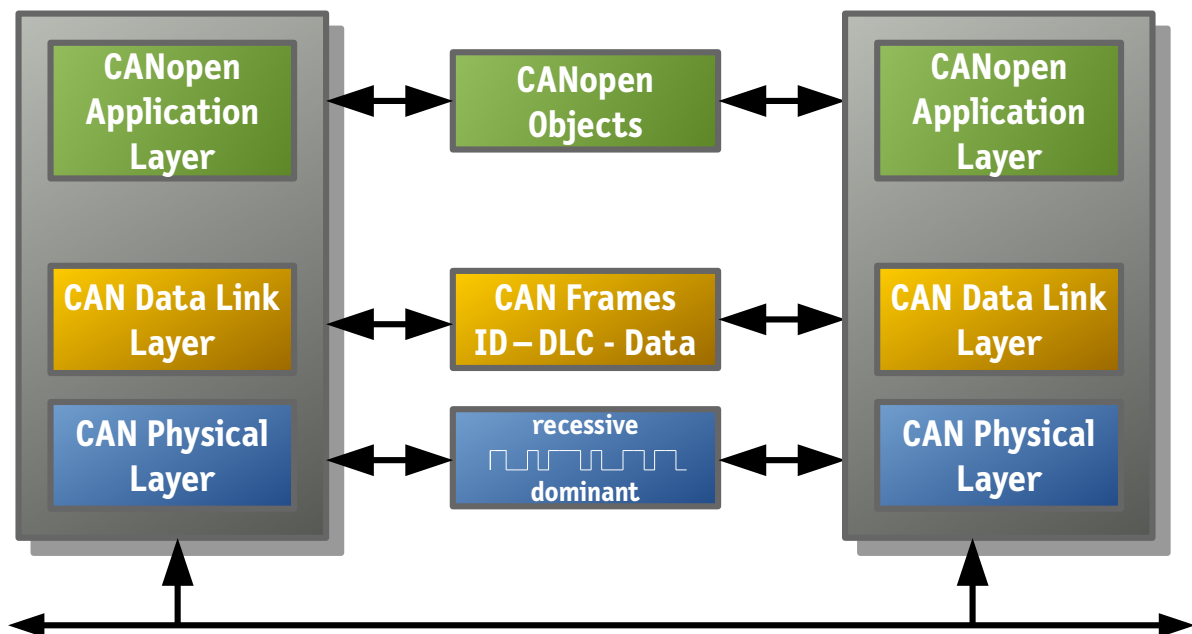 CANopen
Application
Layer
CANopen
Objects
CANopen
Application
Layer
CAN Data Link
Layer
CAN Frames
ID – DLC - Data
CAN Data Link
Layer
CAN Physical
Layer
recessive
dominant
CAN Physical
Layer